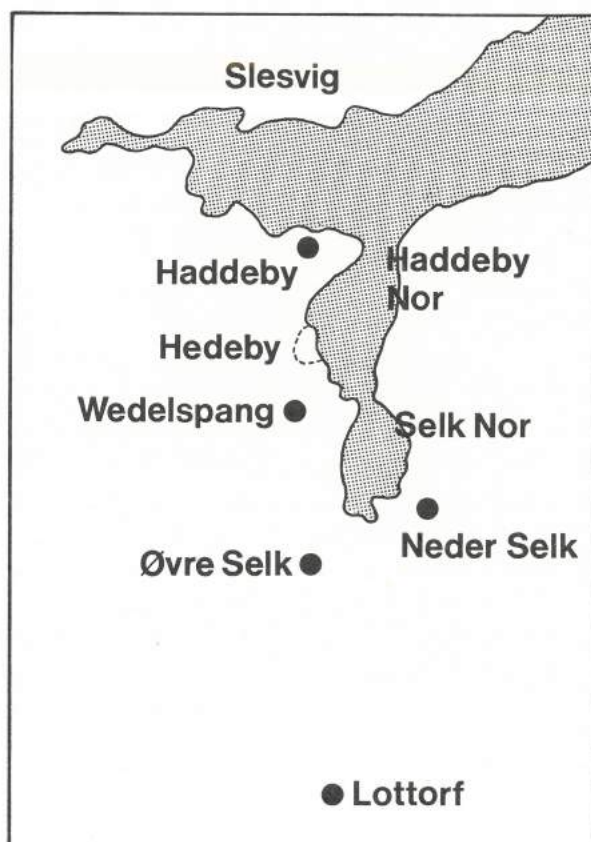 Slesvig
Haddeby
Haddeby
Nor
Hedeby
Wedelspang
Selk Nor
Neder Selk
Øvre Selk
Lottorf